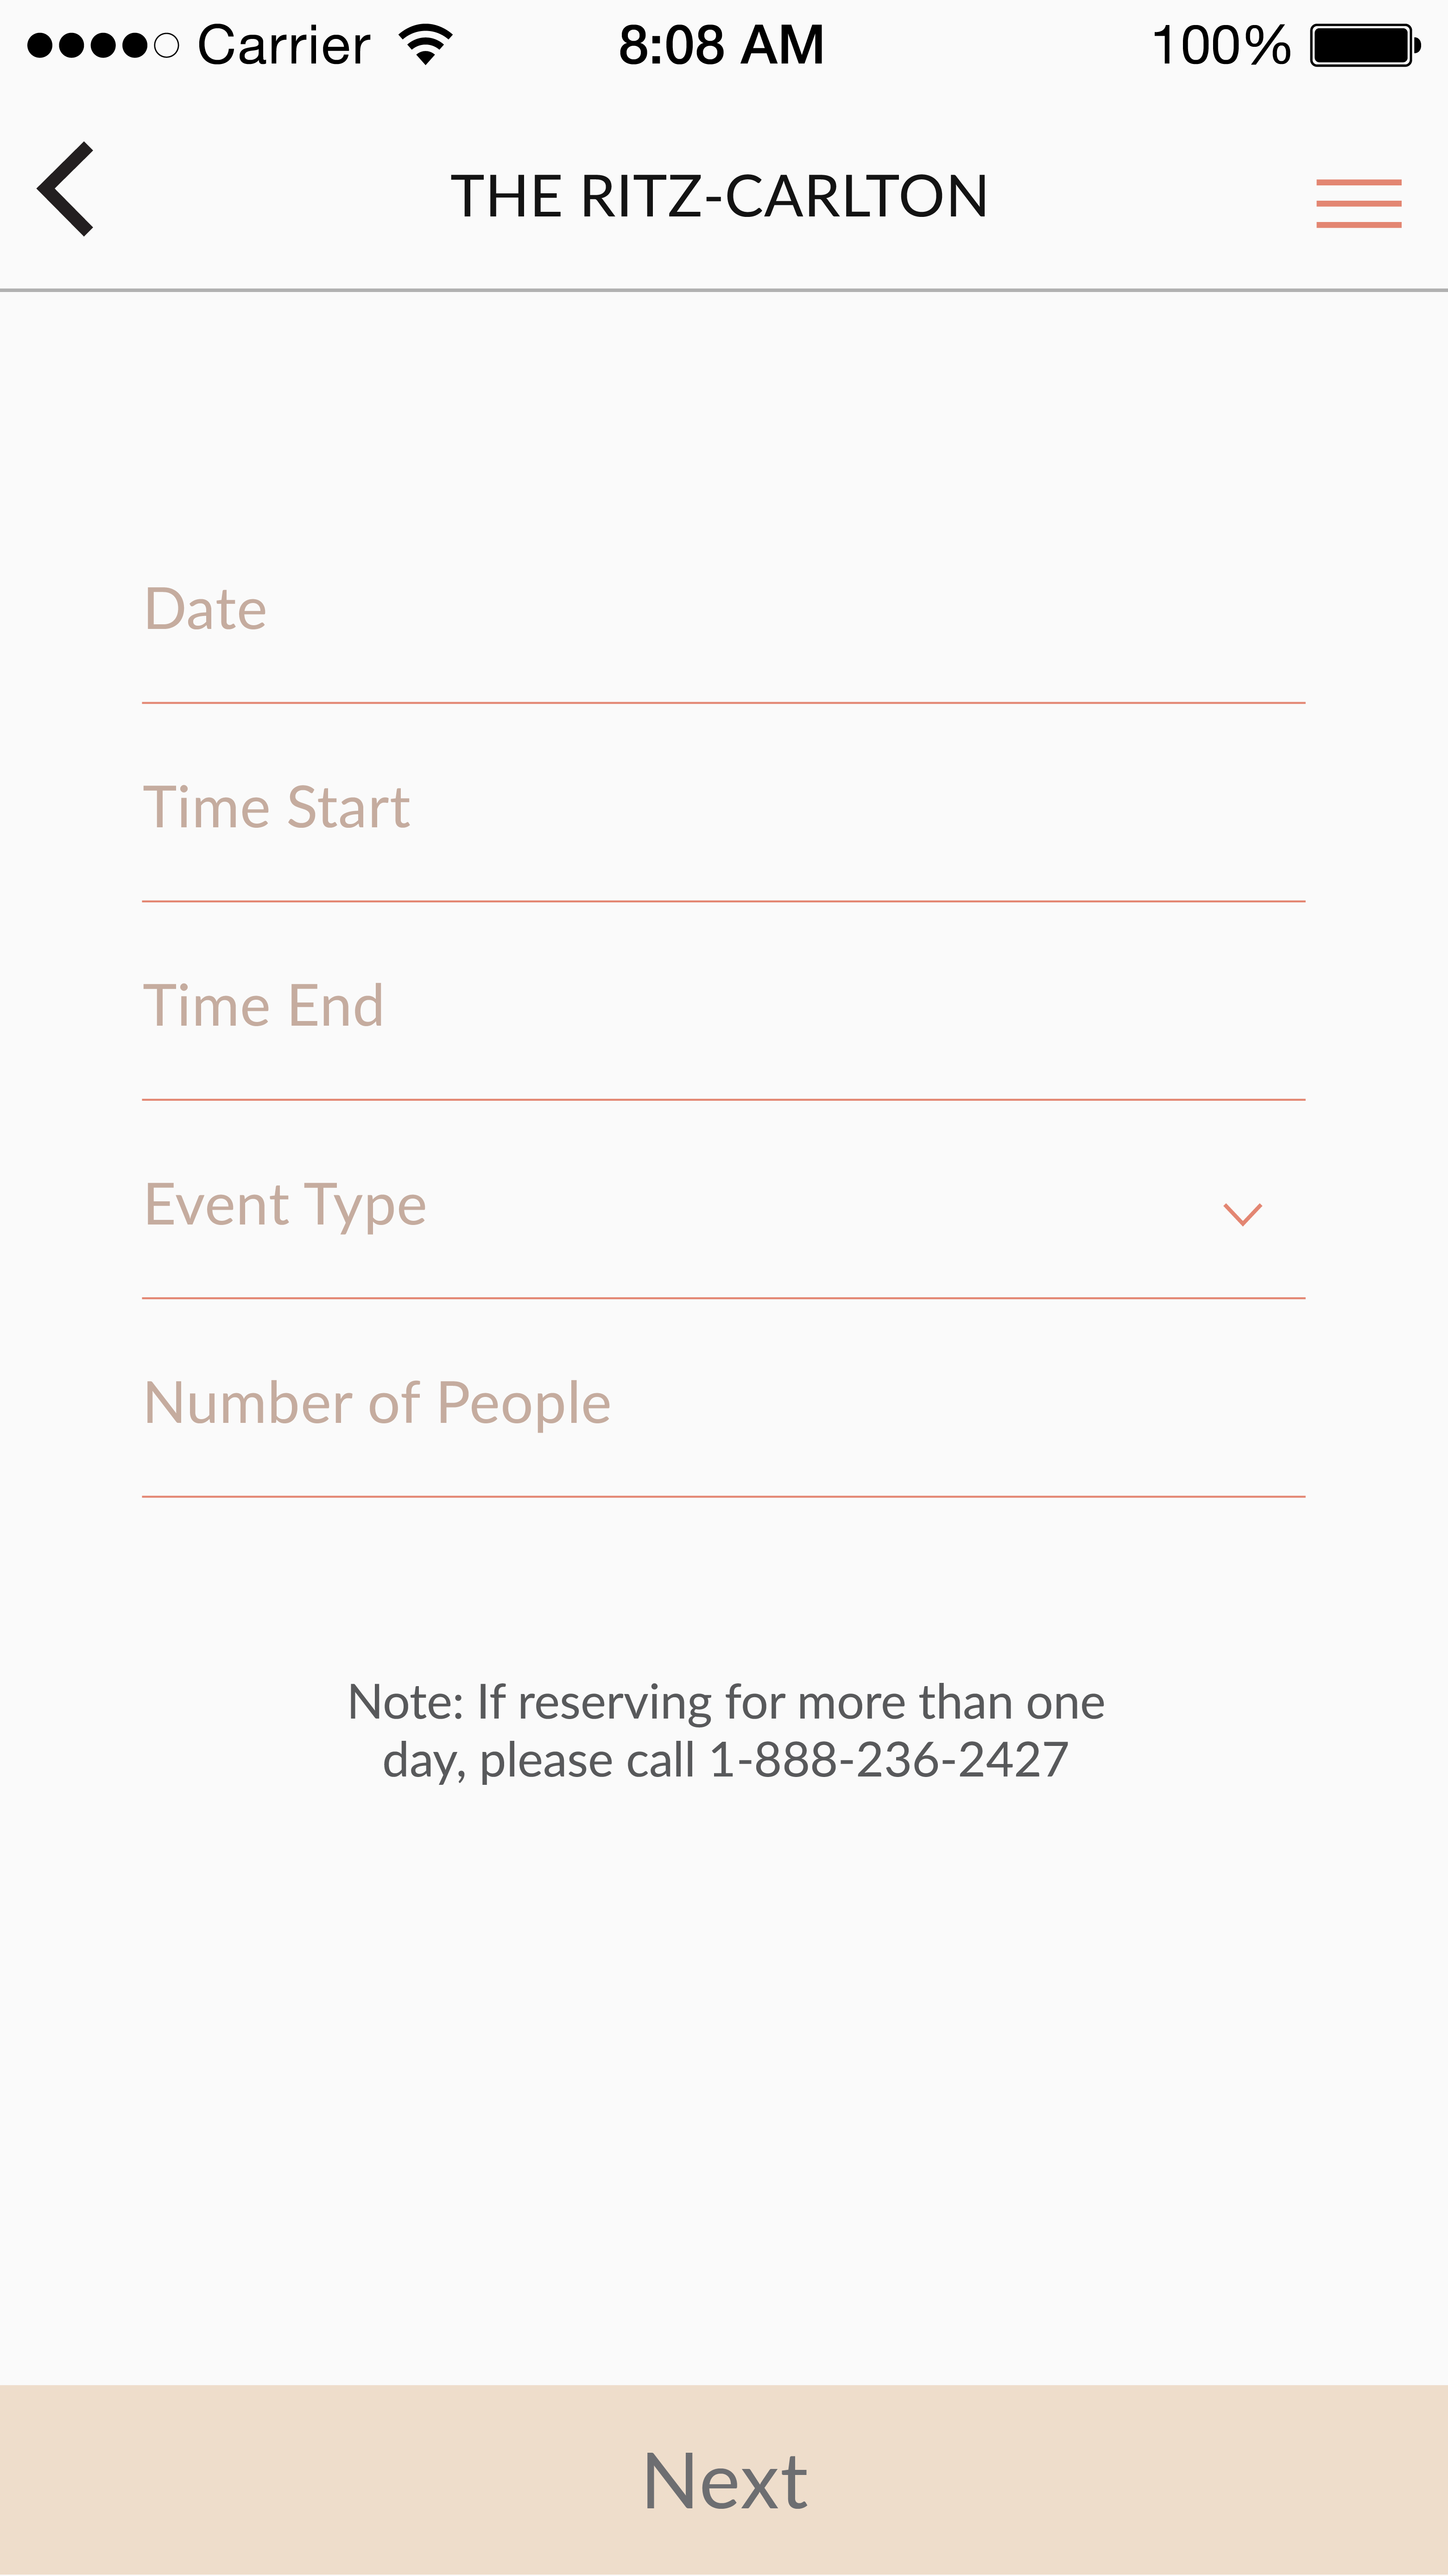 Carrier 8:08 AM 100%
THE RITZ-CARLTON
Date
Time Start
Time End
Event Type
Number of People
Note: If reserving for more than one
day, please call 1-888-236-2427
Next